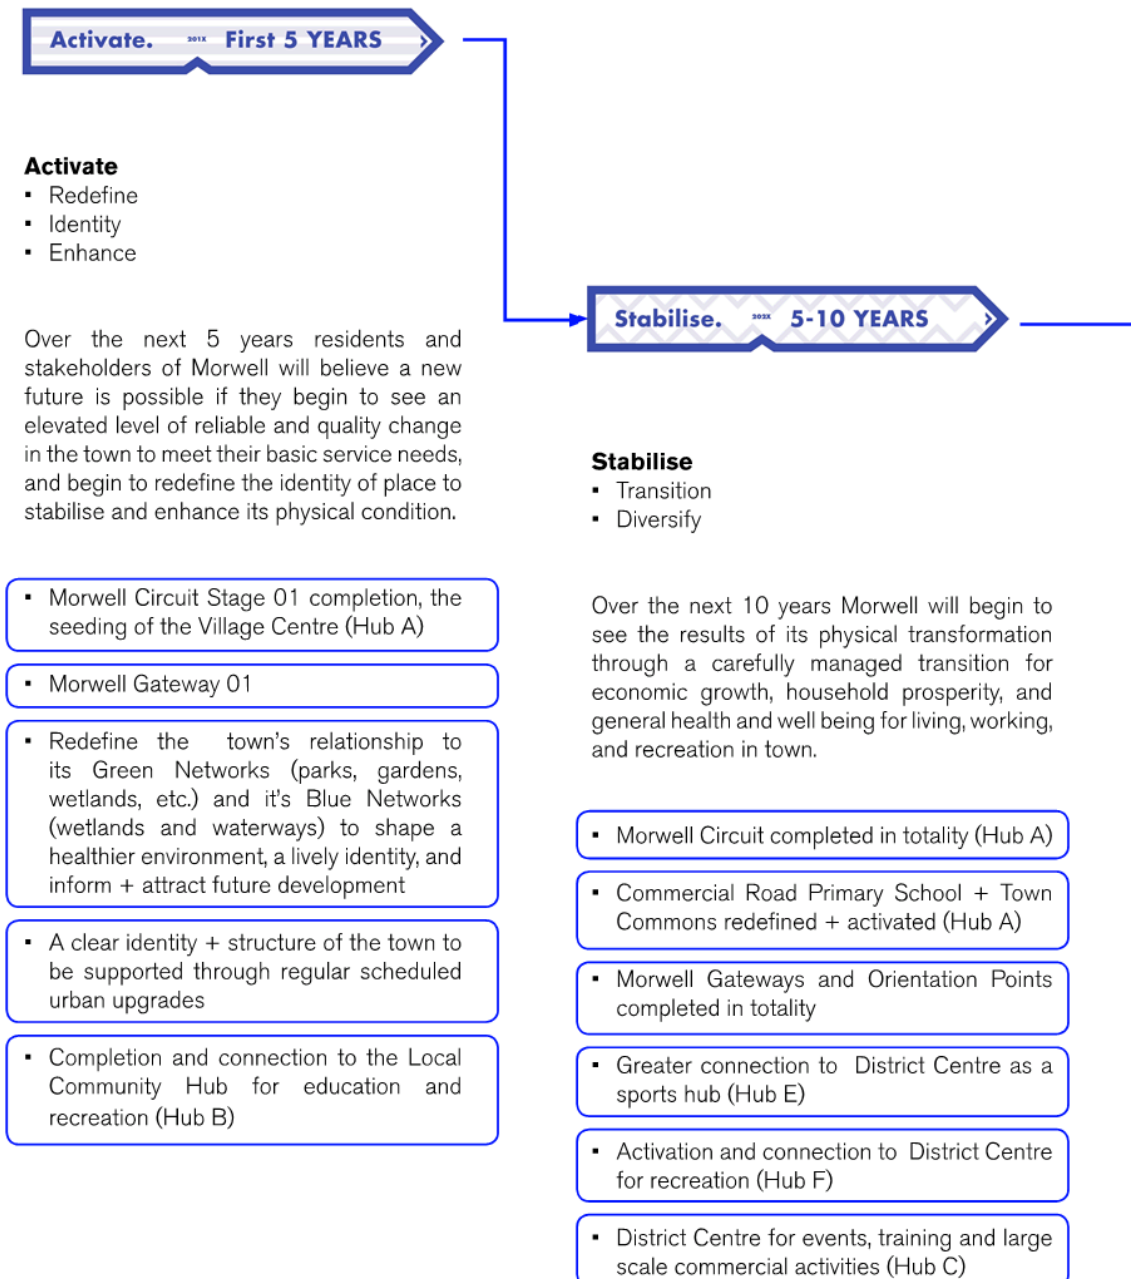 Activate. 201X First 5 YEARS
Activate
▪ Redefine
▪ Identity
▪ Enhance
Over the next 5 years residents and
stakeholders of Morwell will believe a new
future is possible if they begin to see an
elevated level of reliable and quality change
in the town to meet their basic service needs,
and begin to redefine the identity of place to
stabilise and enhance its physical condition.
▪ Morwell Circuit Stage 01 completion, the
seeding of the Village Centre (Hub A)
▪ Morwell Gateway 01
▪ Redefine the town's relationship to
its Green Networks (parks, gardens,
wetlands, etc.) and it's Blue Networks
(wetlands and waterways) to shape a
healthier environment, a lively identity, and
inform + attract future development
▪ A clear identity + structure of the town to
be supported through regular scheduled
urban upgrades
▪ Completion and connection to the Local
Community Hub for education and
recreation (Hub B)
Stabilise. 202X 5-10 YEARS
Stabilise
▪ Transition
▪ Diversify
Over the next 10 years Morwell will begin to
see the results of its physical transformation
through a carefully managed transition for
economic growth, household prosperity, and
general health and well being for living, working,
and recreation in town.
▪ Morwell Circuit completed in totality (Hub A)
▪ Commercial Road Primary School + Town
Commons redefined + activated (Hub A)
▪ Morwell Gateways and Orientation Points
completed in totality
▪ Greater connection to District Centre as a
sports hub (Hub E)
▪ Activation and connection to District Centre
for recreation (Hub F)
▪ District Centre for events, training and large
scale commercial activities (Hub C)